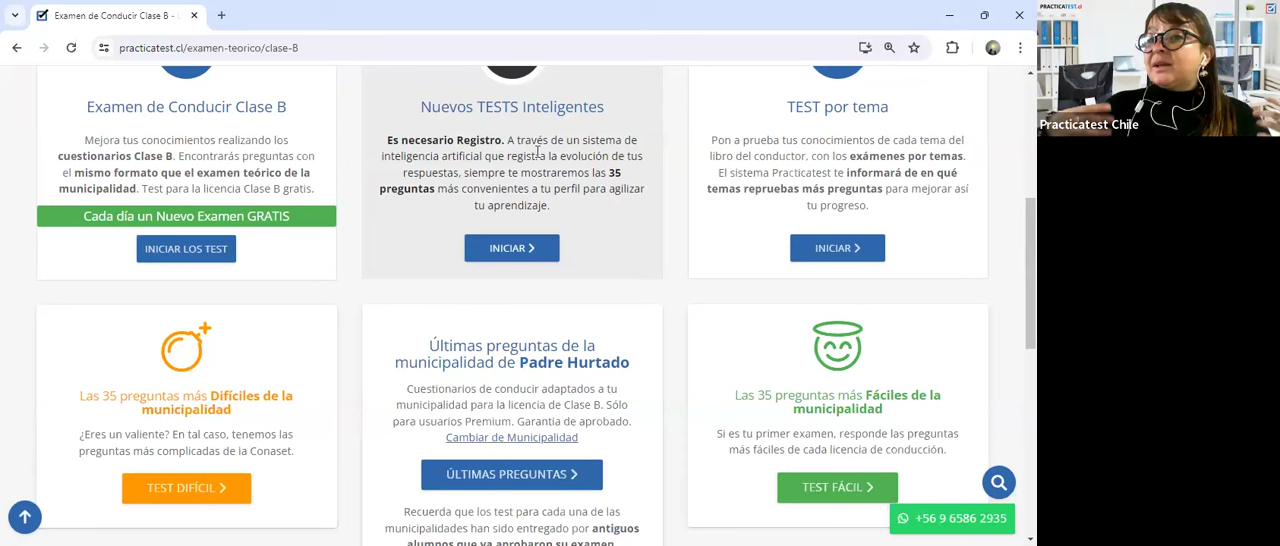 Examen de Conducir Clase B - L
practicatest.cl/examen-teorico/clase-B
PRACTICATEST.cl
Practicatest Chile
Examen de Conducir Clase B
Mejora tus conocimientos realizando los
cuestionarios Clase B. Encontrarás preguntas con
el mismo formato que el examen teórico de la
municipalidad. Test para la licencia Clase B gratis.
Cada día un Nuevo Examen GRATIS
INICIAR LOS TEST
Nuevos TESTS Inteligentes
Es necesario Registro. A través de un sistema de
inteligencia artificial que registra la evolución de tus
respuestas, siempre te mostraremos las 35
preguntas más convenientes a tu perfil para agilizar
tu aprendizaje.
INICIAR
TEST por tema
Pon a prueba tus conocimientos de cada tema del
libro del conductor, con los exámenes por temas.
El sistema Practicatest te informará de en qué
temas repruebas más preguntas para mejorar así
tu progreso.
INICIAR
Las 35 preguntas más Difíciles de la
municipalidad
¿Eres un valiente? En tal caso, tenemos las
preguntas más complicadas de la Conaset.
TEST DIFÍCIL
Últimas preguntas de la
municipalidad de Padre Hurtado
Cuestionarios de conducir adaptados a tu
municipalidad para la licencia de Clase B. Sólo
para usuarios Premium. Garantia de aprobado.
Cambiar de Municipalidad
ÚLTIMAS PREGUNTAS
Recuerda que los test para cada una de las
municipalidades han sido entregado por antiguos
alumnos que ya aprobaron su examen
Las 35 preguntas más Fáciles de la
municipalidad
Si es tu primer examen, responde las preguntas
más fáciles de cada licencia de conducción.
TEST FÁCIL
+56 9 6586 2935